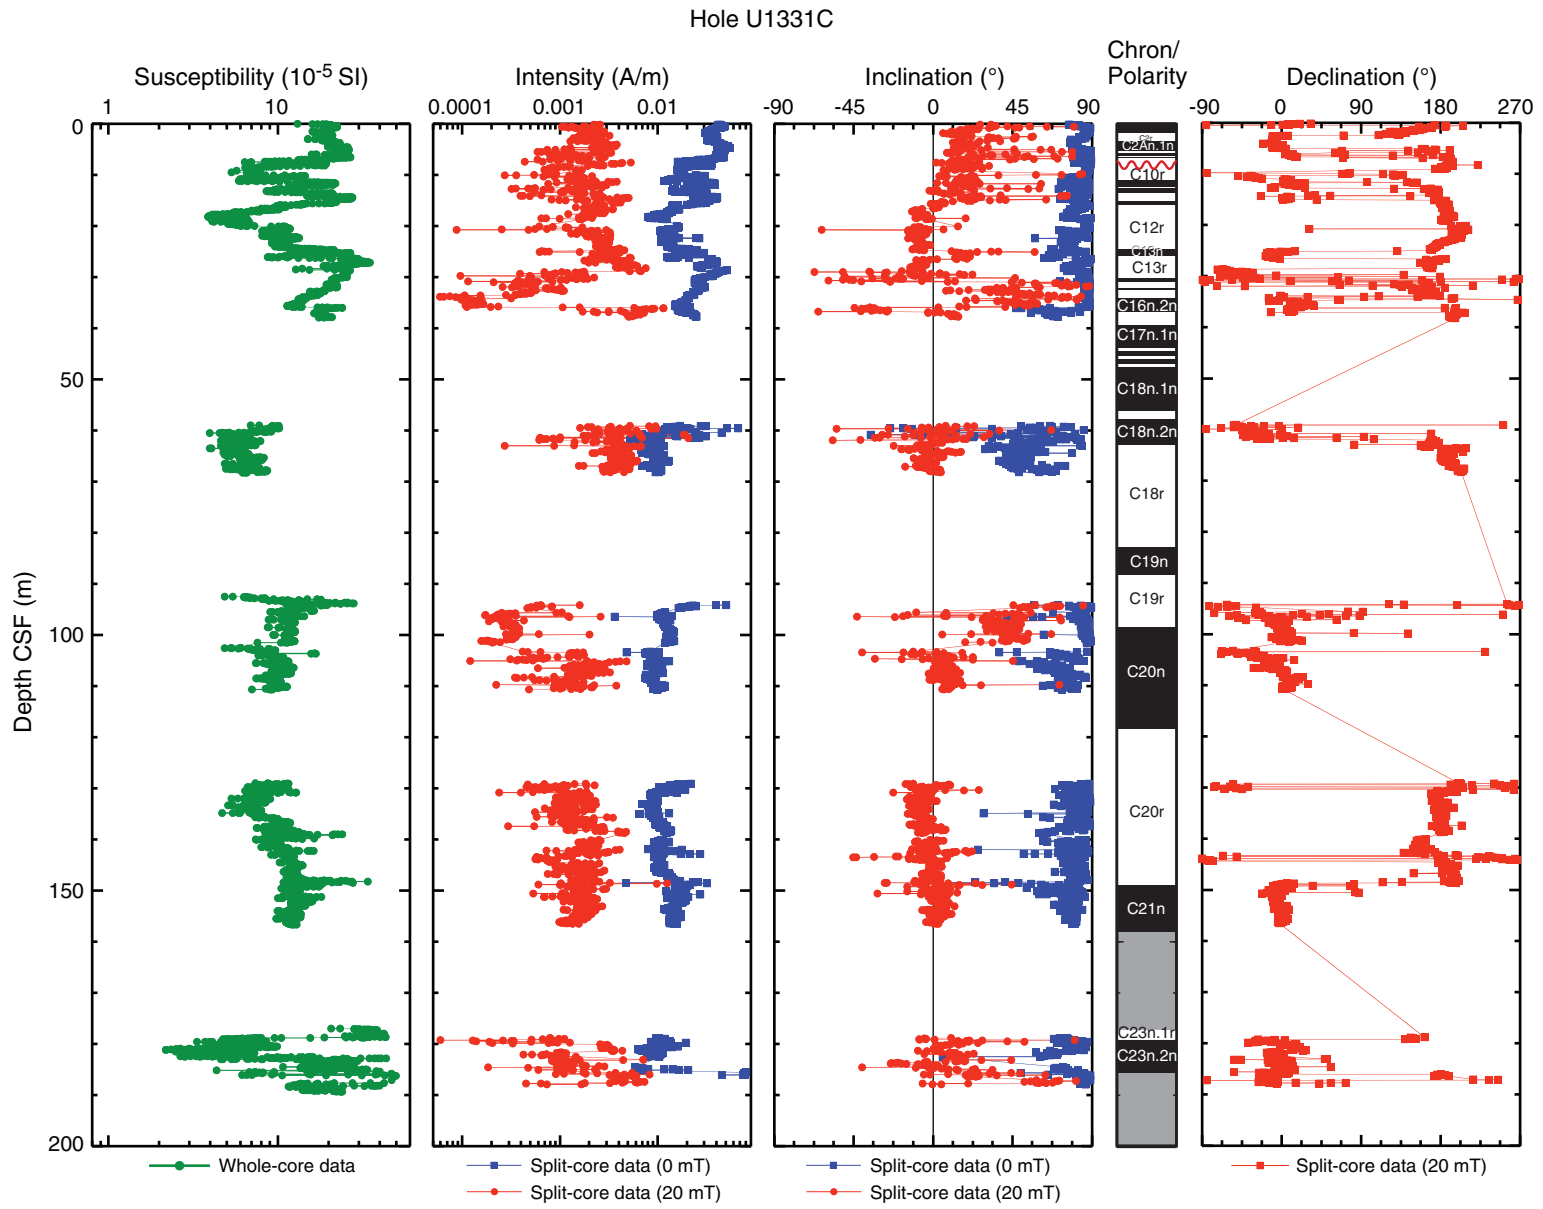 Hole U1331C
Susceptibility (10-5 SI)
Intensity (A/m)
Inclination (°)
Chron/
Polarity
Declination (°)
1 10
0.0001 0.001 0.01
-90 -45 0 45 90
-90 0 90 180 270
Depth CSF (m)
0
50
100
150
200
C2r
C2An.1n
C10r
C12r
C13n
C13r
C16n.2n
C17n.1n
C18n.1n
C18n.2n
C18r
C19n
C19r
C20n
C20r
C21n
C23n.1r
C23n.2n
Whole-core data
Split-core data (0 mT)
Split-core data (20 mT)
Split-core data (0 mT)
Split-core data (20 mT)
Split-core data (20 mT)